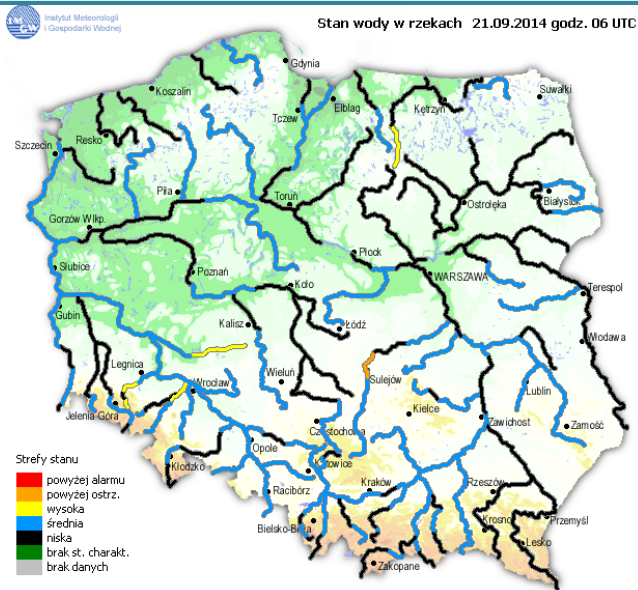 IMGW
Instytut Meteorologii
i Gospodarki Wodnej
Stan wody w rzekach 21.09.2014 godz. 06 UTC
Gdynia
Koszalin
Suwałki
Elbląg
Kętrzyn
Tczew
Resko
Szczecin
Piła
Toruń
Ostrołęka
Białystok
Gorzów Wlkp.
Płock
Słubice
Poznań
WARSZAWA
Koło
Terespol
Gubin
Kalisz
Łódź
Włodawa
Legnica
Wieluń
Sulejów
Wrocław
Lublin
Jelenia Góra
Kielce
Zawichost
Zamość
Częstochowa
Opole
Kłodzko
Katowice
Racibórz
Kraków
Rzeszów
Bielsko-Biała
Krosno
Przemyśl
Lesko
Zakopane
Strefy stanu
powyżej alarmu
powyżej ostrz.
wysoka
średnia
niska
brak st. charakt.
brak danych